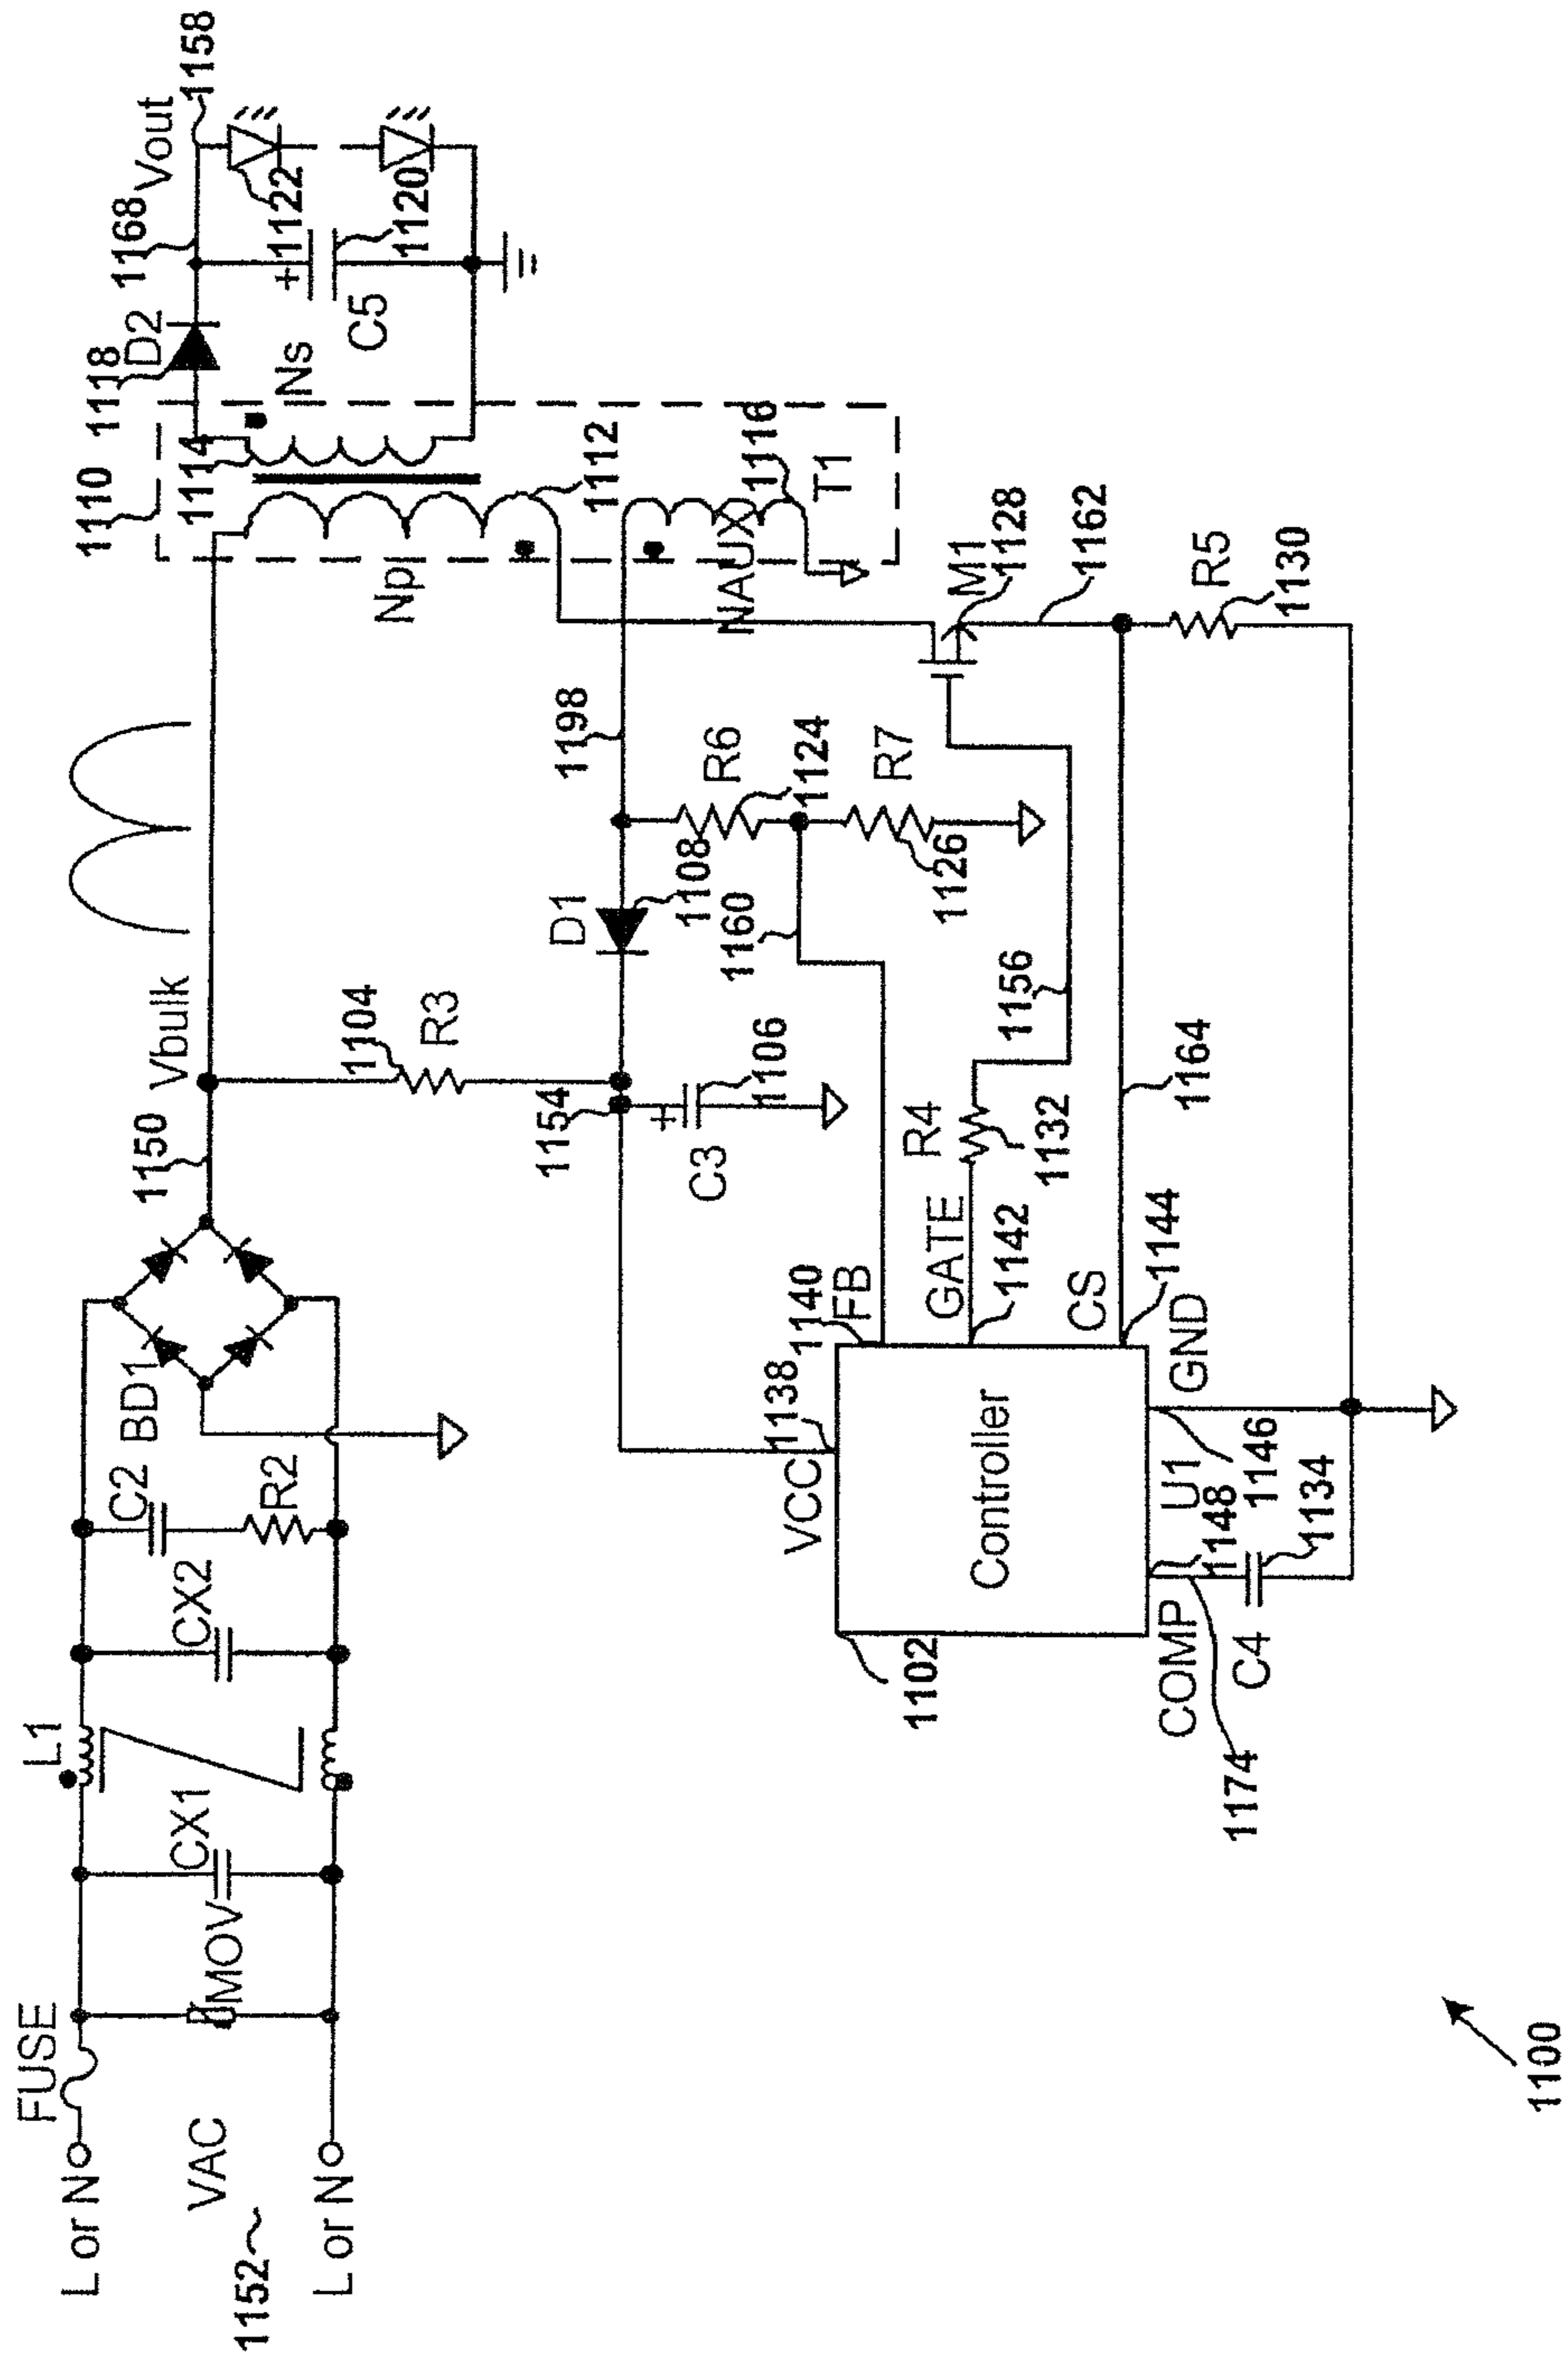 FUSE
L or N
VAC
1152
L or N
MOV
CX1
L1
CX2
C2
R2
BD1
1150
Vbulk
1104
R3
1154
1106
C3
D1
1108
1198
R6
1124
R7
1126
1160
1110
1114
1118
D2
Ns
Np
1112
NAUX
1116
T1
1168
Vout
1158
1122
1120
C5
M1
1128
1162
R5
1130
1156
R4
1132
1164
1138
VCC
1140
FB
GATE
1142
CS
1144
GND
1146
U1
1148
COMP
1134
C4
1174
Controller
1102
1100